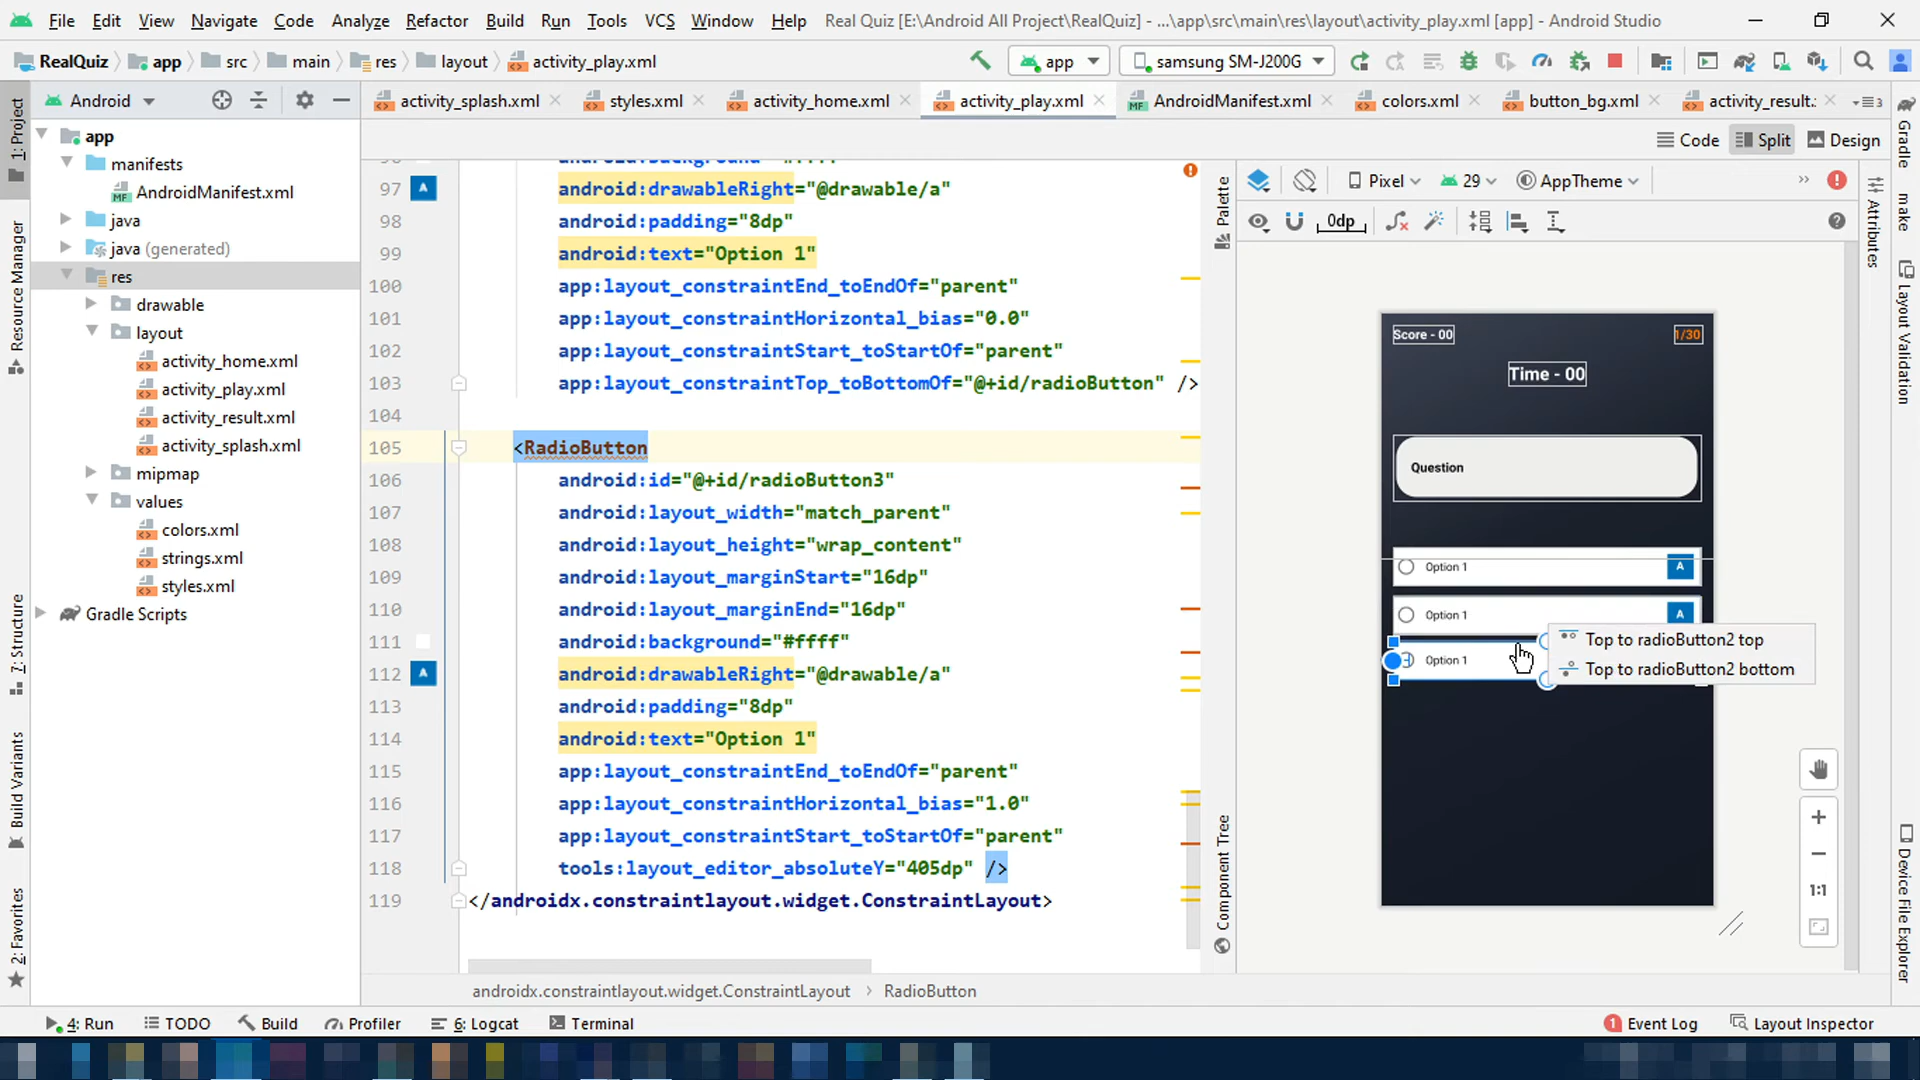 File Edit View Navigate Code Analyze Refactor Build Run Tools VCS Window Help Real Quiz [E:\Android All Project\RealQuiz] - ...\app\src\main\res\layout\activity_play.xml [app] - Android Studio
RealQuiz app src main res layout activity_play.xml app samsung SM-J200G
Android
activity_splash.xml styles.xml activity_home.xml activity_play.xml AndroidManifest.xml colors.xml button_bg.xml activity_result.:
Code Split Design
1: Project
Resource Manager
7: Structure
Build Variants
2: Favorites
app
manifests
AndroidManifest.xml
java
java (generated)
res
drawable
layout
activity_home.xml
activity_play.xml
activity_result.xml
activity_splash.xml
mipmap
values
colors.xml
strings.xml
styles.xml
Gradle Scripts
97 A android:drawableRight="@drawable/a"
98 android:padding="8dp"
99 android:text="Option 1"
100 app:layout_constraintEnd_toEndOf="parent"
101 app:layout_constraintHorizontal_bias="0.0"
102 app:layout_constraintStart_toStartOf="parent"
103 app:layout_constraintTop_toBottomOf="@+id/radioButton" />
104
105 <RadioButton
106 android:id="@+id/radioButton3"
107 android:layout_width="match_parent"
108 android:layout_height="wrap_content"
109 android:layout_marginStart="16dp"
110 android:layout_marginEnd="16dp"
111 android:background="#ffff"
112 A android:drawableRight="@drawable/a"
113 android:padding="8dp"
114 android:text="Option 1"
115 app:layout_constraintEnd_toEndOf="parent"
116 app:layout_constraintHorizontal_bias="1.0"
117 app:layout_constraintStart_toStartOf="parent"
118 tools:layout_editor_absoluteY="405dp" />
119 </androidx.constraintlayout.widget.ConstraintLayout>
androidx.constraintlayout.widget.ConstraintLayout RadioButton
Palette
Component Tree
Pixel 29 AppTheme
0dp
Score - 00 1/30
Time - 00
Question
Option 1 A
Option 1 A
Option 1
Top to radioButton2 top
Top to radioButton2 bottom
1:1
Attributes
Gradle
make
Layout Validation
Device File Explorer
4: Run TODO Build Profiler 6: Logcat Terminal 1 Event Log Layout Inspector